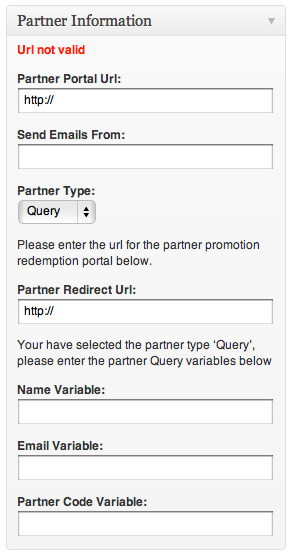 Partner Information
Url not valid
Partner Portal Url:
http://
Send Emails From:
Partner Type:
Query
Please enter the url for the partner promotion
redemption portal below.
Partner Redirect Url:
http://
Your have selected the partner type ‘Query’,
please enter the partner Query variables below
Name Variable:
Email Variable:
Partner Code Variable: